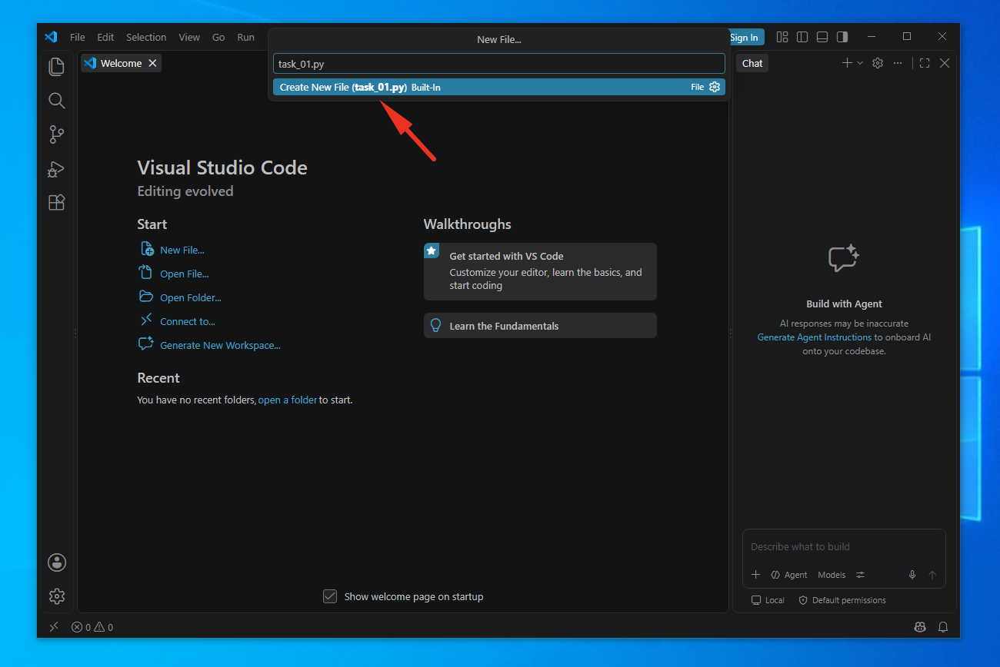 File Edit Selection View Go Run
New File...
Sign In
task_01.py
Create New File (task_01.py) Built-In File
Welcome
Chat
Visual Studio Code
Editing evolved
Start
New File...
Open File...
Open Folder...
Connect to...
Generate New Workspace...
Recent
You have no recent folders, open a folder to start.
Walkthroughs
Get started with VS Code
Customize your editor, learn the basics, and
start coding
Learn the Fundamentals
Show welcome page on startup
Build with Agent
AI responses may be inaccurate
Generate Agent Instructions to onboard AI
onto your codebase.
Describe what to build
Agent Models
Local Default permissions
0 0